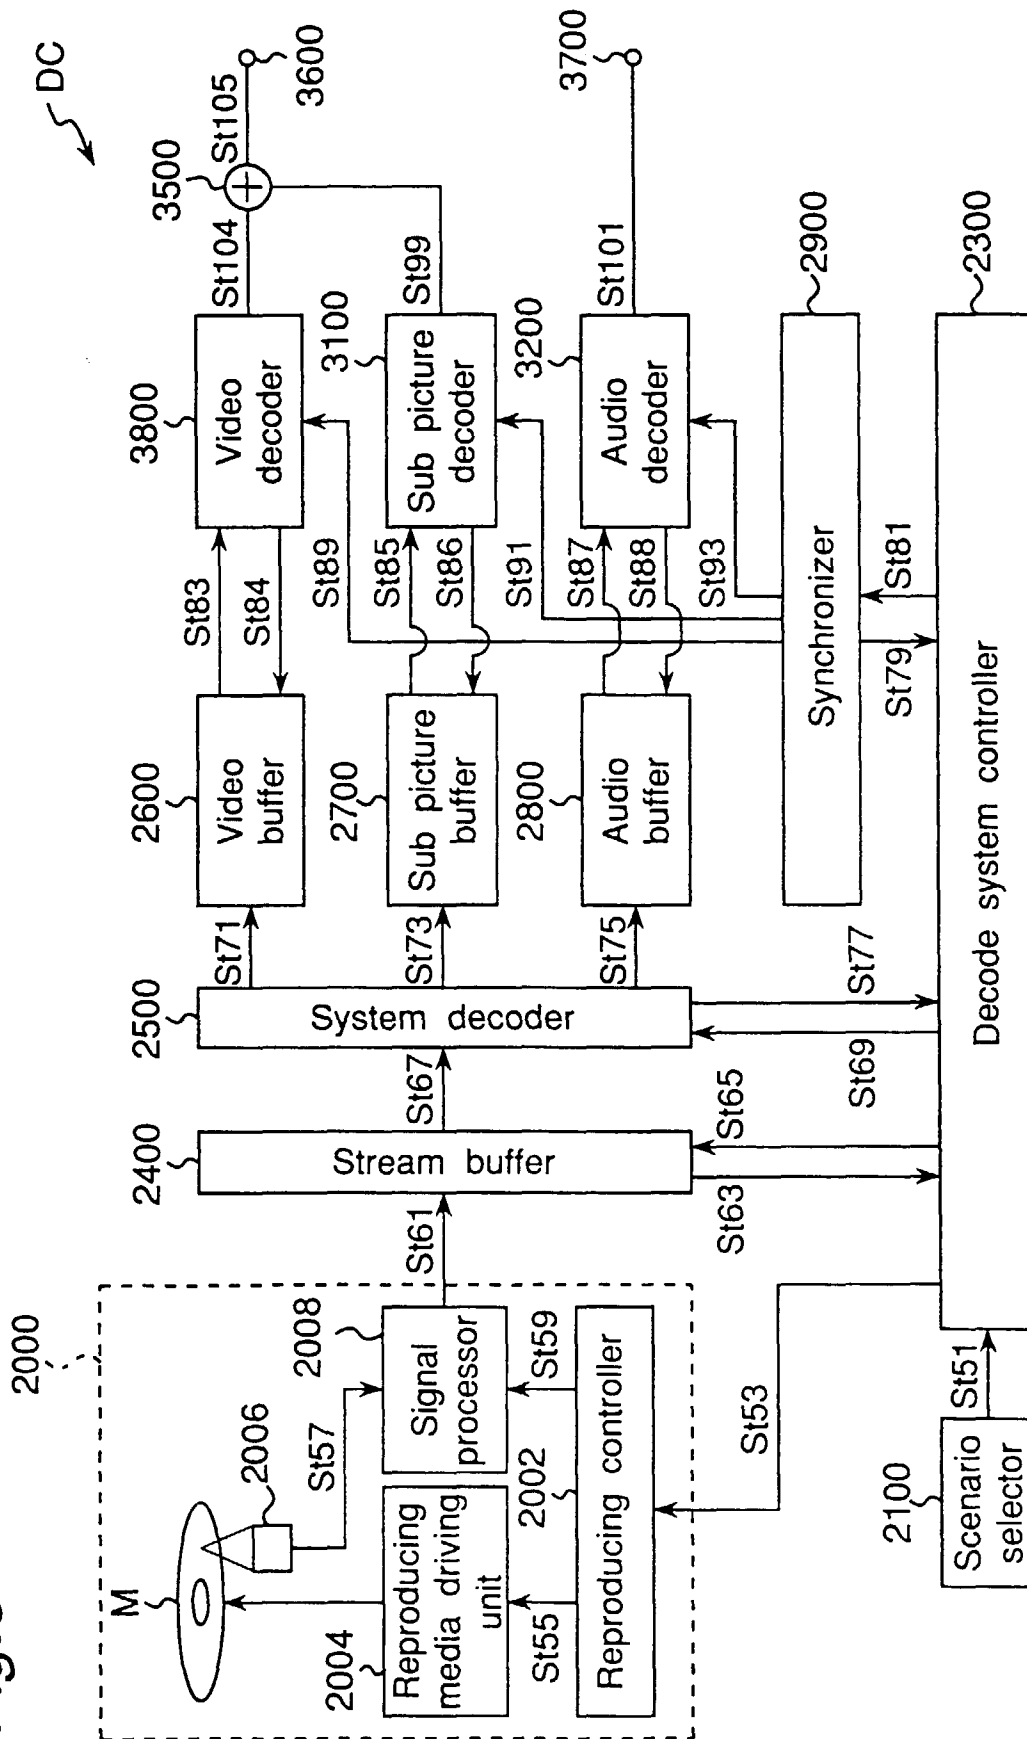 DC
2000
M
2006
St57
2008
Signal
processor
2004
Reproducing
media driving
unit
St55
St59
2002
Reproducing controller
St53
2100
Scenario
selector
St51
St61
2400
Stream buffer
St63
St65
St67
2500
System decoder
St69
St77
St71
St73
St75
2600
Video
buffer
2700
Sub picture
buffer
2800
Audio
buffer
St83
St84
St89
St85
St86
St91
St87
St88
St93
3800
Video
decoder
3100
Sub picture
decoder
3200
Audio
decoder
St104
3500
St105
3600
St99
St101
3700
Synchronizer
2900
St79
St81
Decode system controller
2300